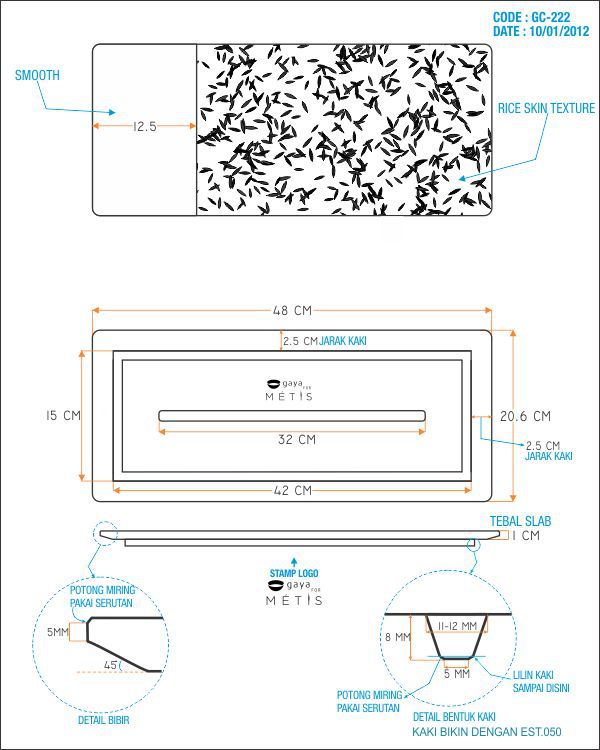 CODE : GC-222
DATE : 10/01/2012
SMOOTH
12.5
RICE SKIN TEXTURE
48 CM
2.5 CM JARAK KAKI
gaya FOR
MÉTIS
15 CM
20.6 CM
32 CM
2.5 CM
JARAK KAKI
42 CM
TEBAL SLAB
1 CM
STAMP LOGO
gaya FOR
MÉTIS
POTONG MIRING
PAKAI SERUTAN
5MM
45°
DETAIL BIBIR
11-12 MM
8 MM
5 MM
LILIN KAKI
SAMPAI DISINI
POTONG MIRING
PAKAI SERUTAN
DETAIL BENTUK KAKI
KAKI BIKIN DENGAN EST.050